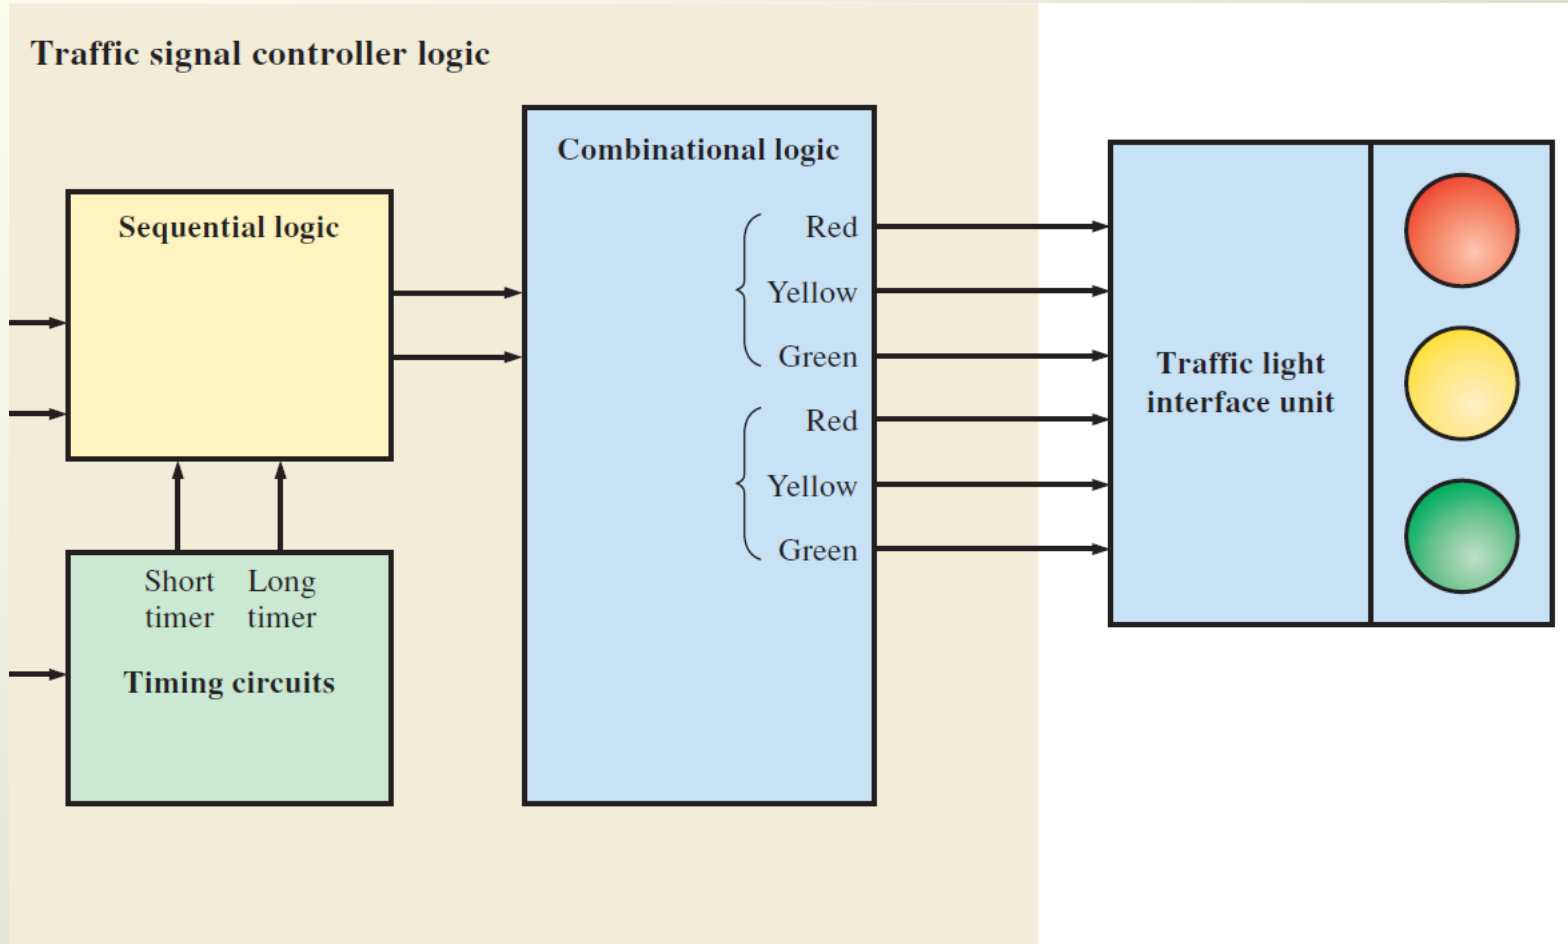 Traffic signal controller logic
Combinational logic
Sequential logic
Red
Yellow
Green
Red
Yellow
Green
Traffic light
interface unit
Short Long
timer timer
Timing circuits